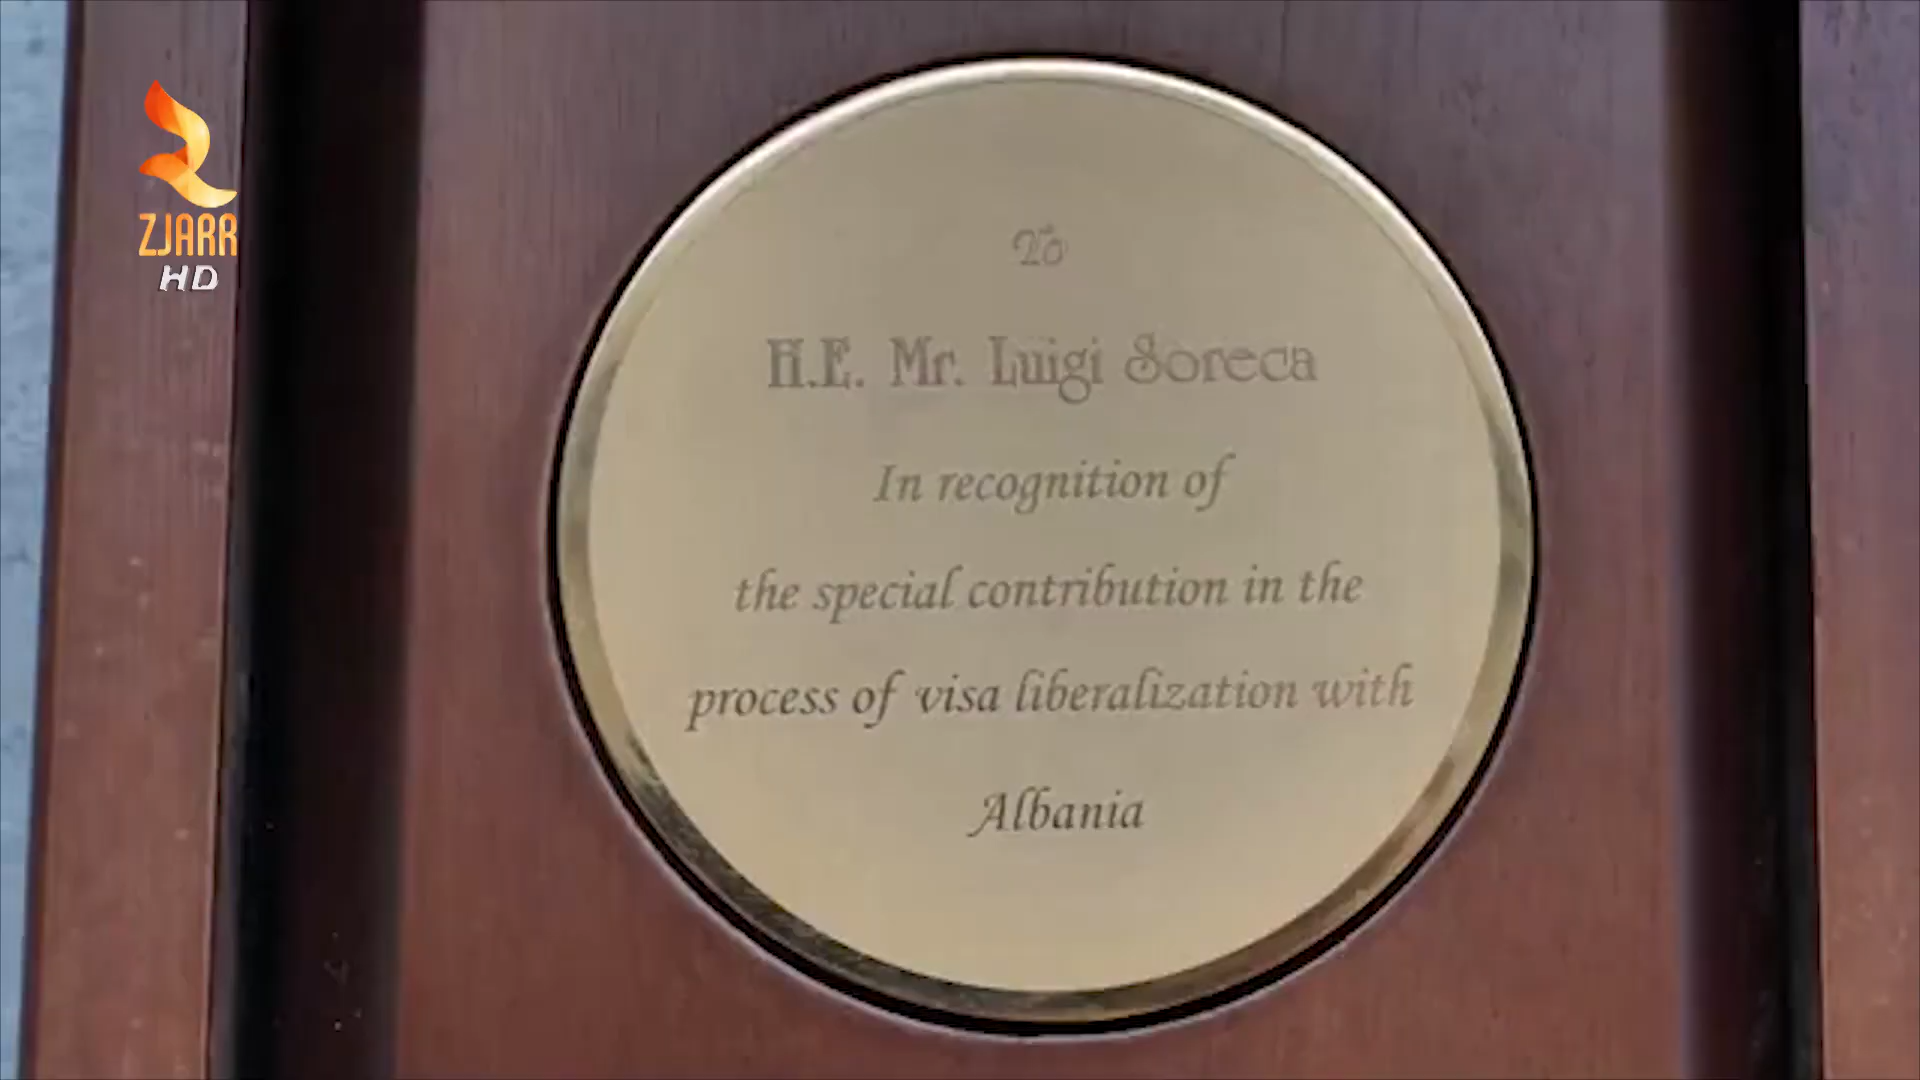 ZJARR
HD
To
H.E. Mr. Luigi Soreca
In recognition of
the special contribution in the
process of visa liberalization with
Albania